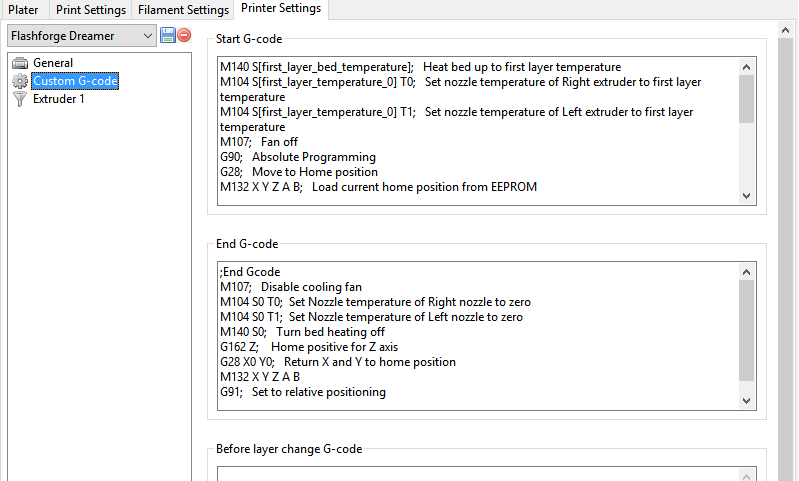 Plater Print Settings Filament Settings Printer Settings
Flashforge Dreamer
General
Custom G-code
Extruder 1
Start G-code
M140 S[first_layer_bed_temperature]; Heat bed up to first layer temperature
M104 S[first_layer_temperature_0] T0; Set nozzle temperature of Right extruder to first layer
temperature
M104 S[first_layer_temperature_0] T1; Set nozzle temperature of Left extruder to first layer
temperature
M107; Fan off
G90; Absolute Programming
G28; Move to Home position
M132 X Y Z A B; Load current home position from EEPROM
End G-code
;End Gcode
M107; Disable cooling fan
M104 S0 T0; Set Nozzle temperature of Right nozzle to zero
M104 S0 T1; Set Nozzle temperature of Left nozzle to zero
M140 S0; Turn bed heating off
G162 Z; Home positive for Z axis
G28 X0 Y0; Return X and Y to home position
M132 X Y Z A B
G91; Set to relative positioning
Before layer change G-code